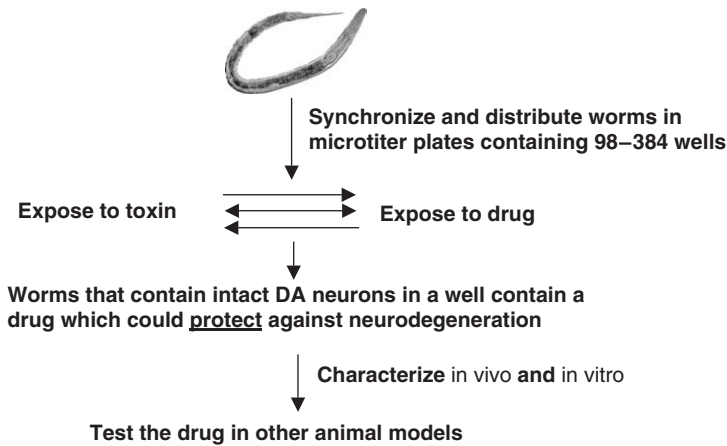 Synchronize and distribute worms in
microtiter plates containing 98–384 wells
Expose to toxin
Expose to drug
Worms that contain intact DA neurons in a well contain a
drug which could protect against neurodegeneration
Characterize in vivo and in vitro
Test the drug in other animal models